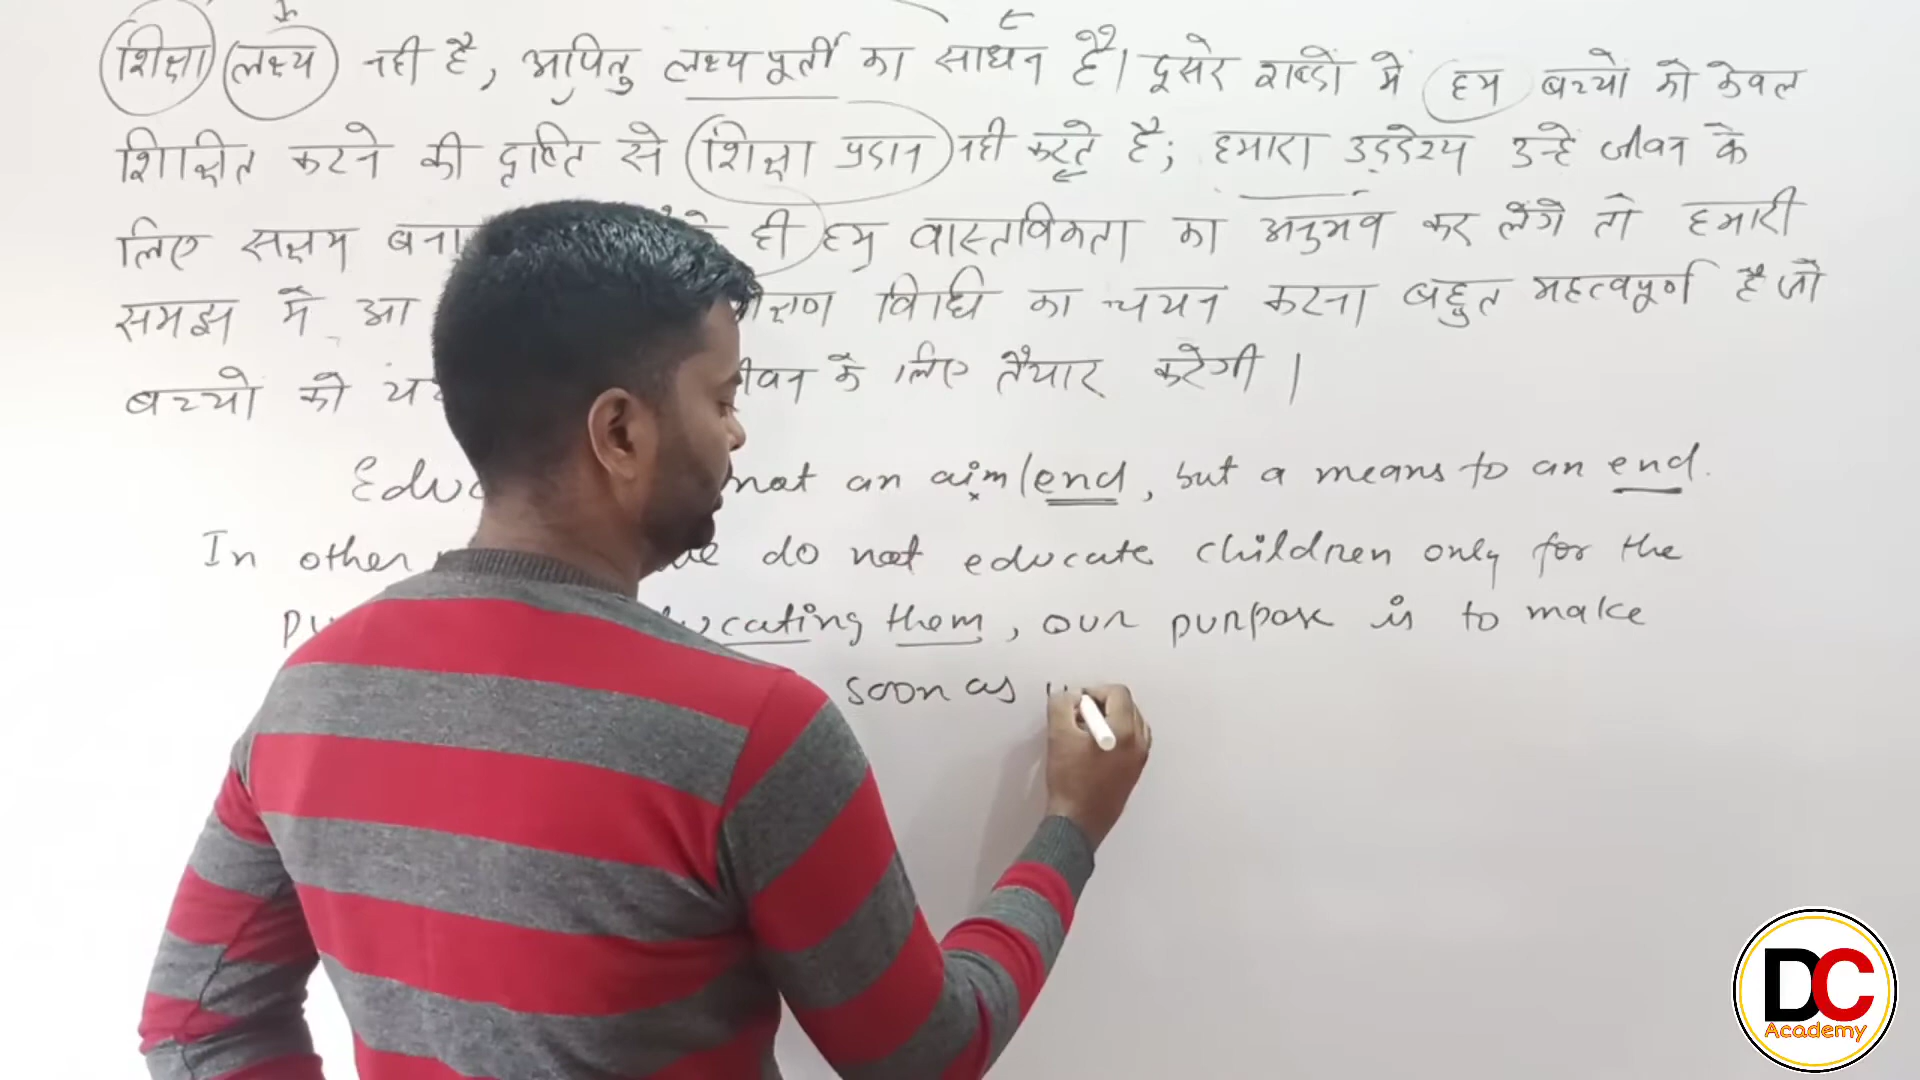 शिक्षा लक्ष्य नही है, अपितु लक्ष्य पूर्ती का साधन है। दूसरे शब्दों मे हम बच्चो को केवल
शिक्षित करने की दृष्टि से शिक्षा प्रदान नही करते है; हमारा उद्देश्य उन्हे जीवन के
लिए सक्षम बना ही हम वास्तविकता का अनुभव कर लेंगे तो हमारी
समझ में आ विधि का चयन करना बहुत महत्वपूर्ण है जो
बच्चो को के लिए तैयार करेगी।
not an aim/end, but a means to an end.
In other do not educate children only for the
them, our purpose is to make
soon as
DC
Academy